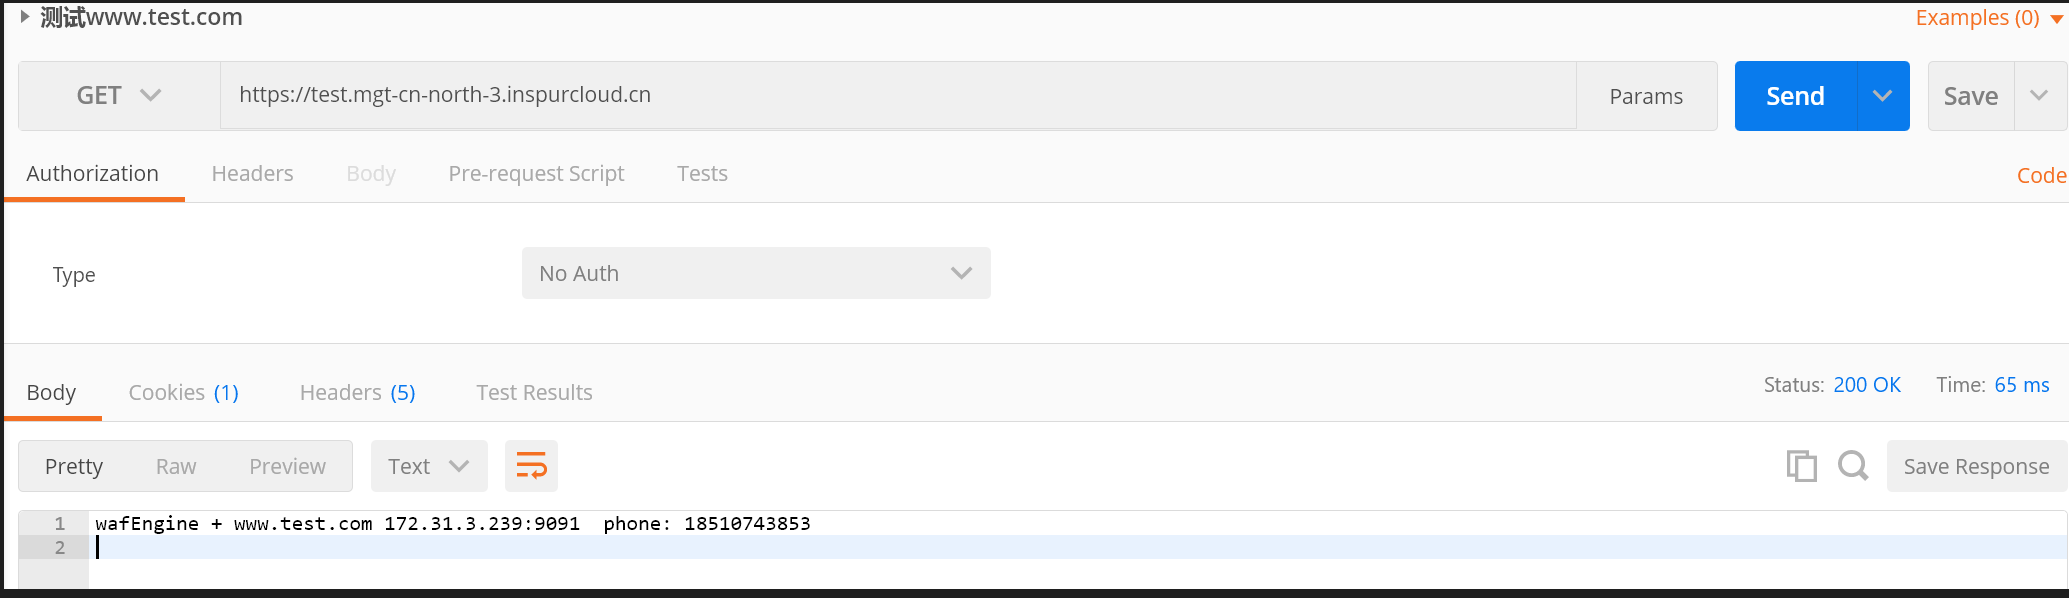 测试www.test.com
Examples (0)
GET https://test.mgt-cn-north-3.inspurcloud.cn Params Send Save
Authorization Headers Body Pre-request Script Tests Code
Type No Auth
Body Cookies (1) Headers (5) Test Results Status: 200 OK Time: 65 ms
Pretty Raw Preview Text Save Response
1 wafEngine + www.test.com 172.31.3.239:9091  phone: 18510743853
2